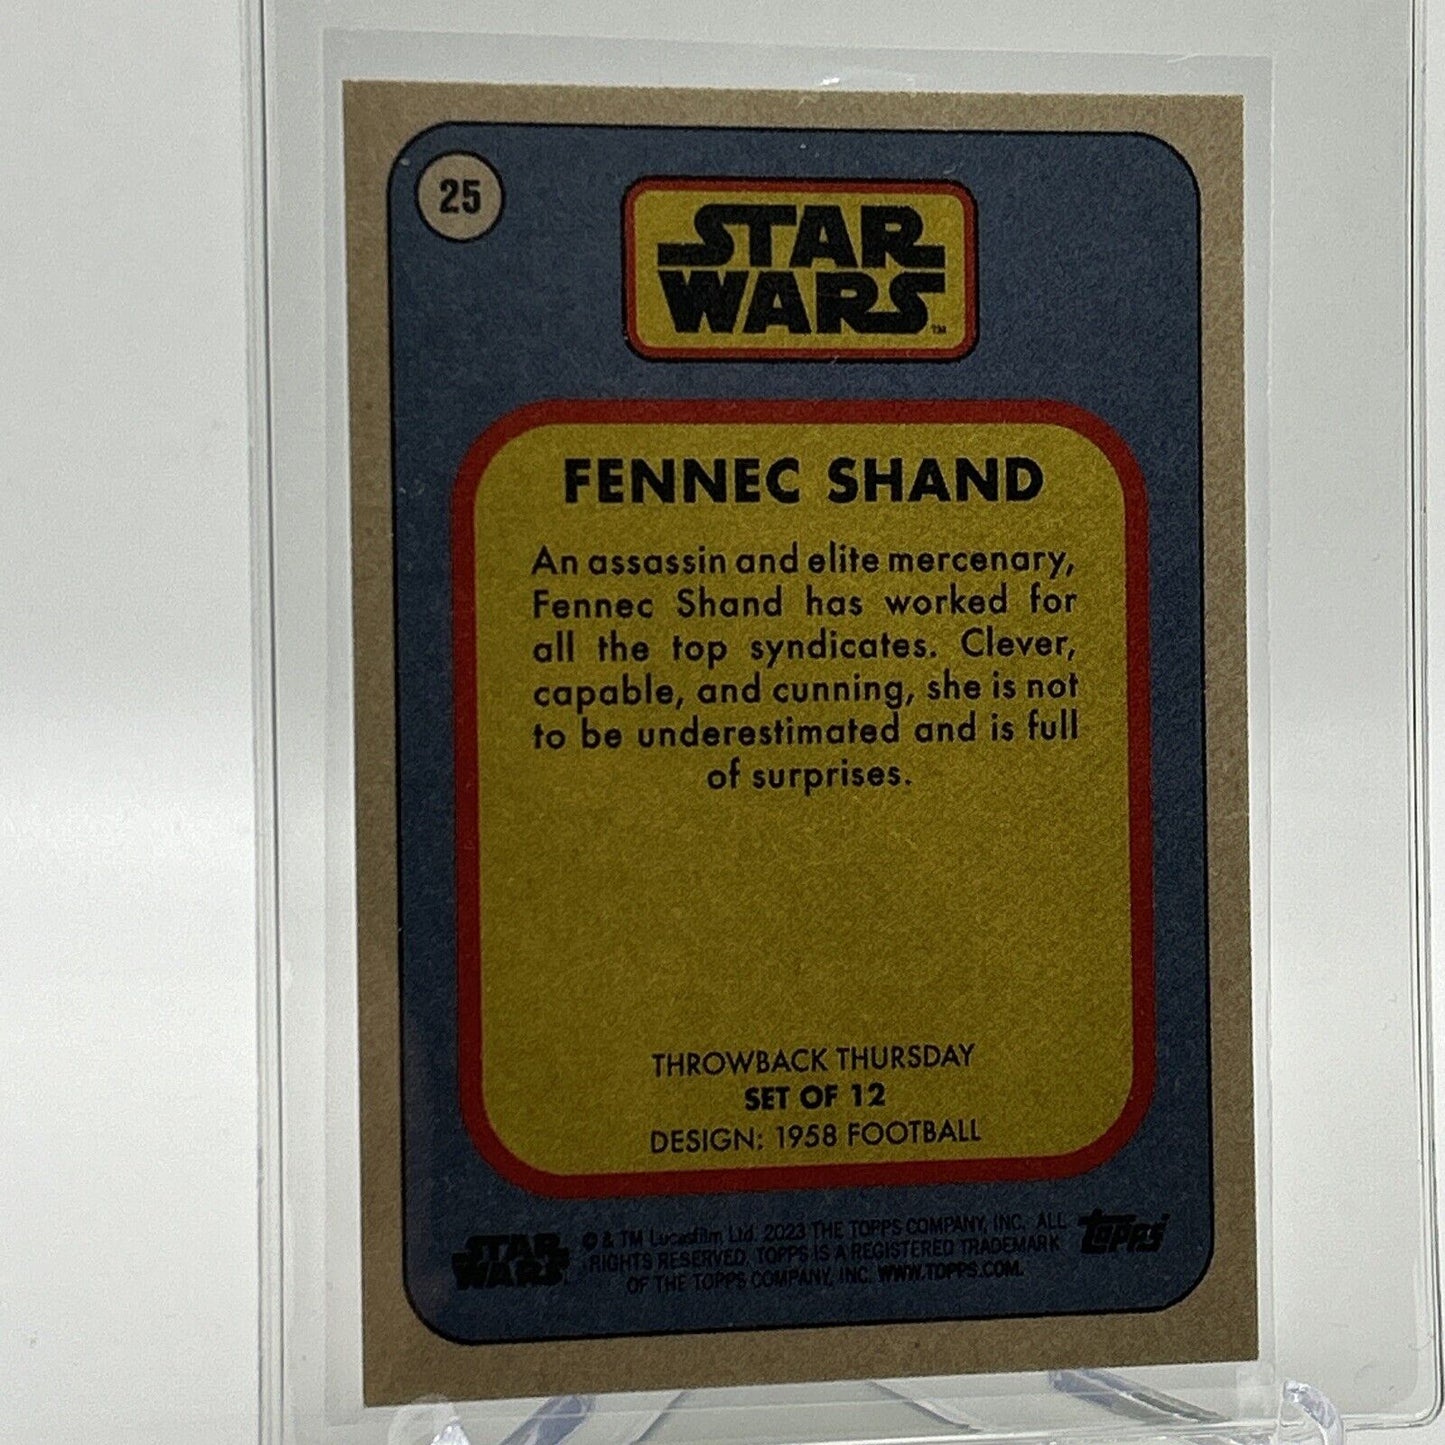 25
STAR
WARS
TM
FENNEC SHAND
An assassin and elite mercenary,
Fennec Shand has worked for
all the top syndicates. Clever,
capable, and cunning, she is not
to be underestimated and is full
of surprises.
THROWBACK THURSDAY
SET OF 12
DESIGN: 1958 FOOTBALL
STAR
WARS
© & TM Lucasfilm Ltd. 2023 THE TOPPS COMPANY, INC. ALL
RIGHTS RESERVED. TOPPS IS A REGISTERED TRADEMARK
OF THE TOPPS COMPANY, INC. WWW.TOPPS.COM.
topps